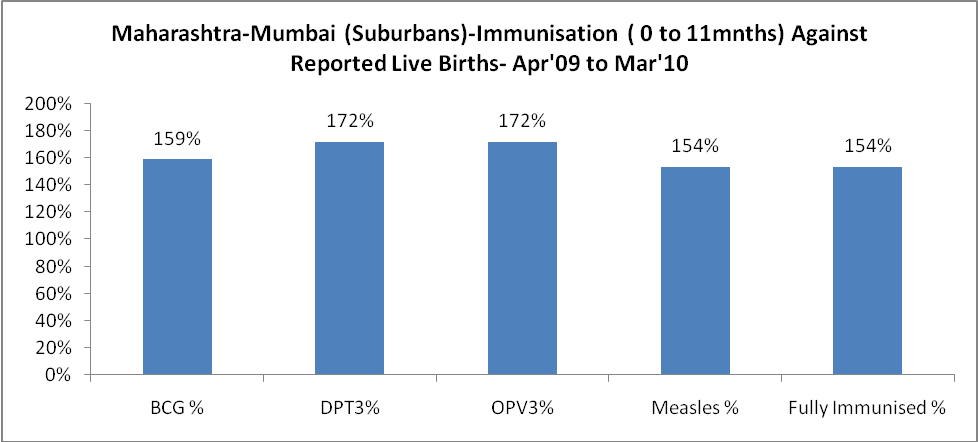 Maharashtra-Mumbai (Suburbans)-Immunisation ( 0 to 11mnths) Against
Reported Live Births- Apr'09 to Mar'10
200%
180%
160%
140%
120%
100%
80%
60%
40%
20%
0%
159%
172%
172%
154%
154%
BCG %
DPT3%
OPV3%
Measles %
Fully Immunised %